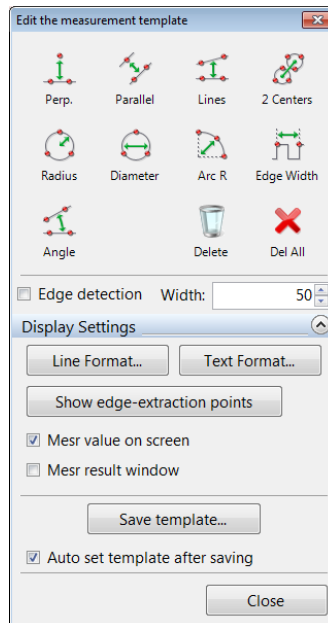 Edit the measurement template
Perp. Parallel Lines 2 Centers
Radius Diameter Arc R Edge Width
Angle Delete Del All
Edge detection Width: 50
Display Settings
Line Format... Text Format...
Show edge-extraction points
Mesr value on screen
Mesr result window
Save template...
Auto set template after saving
Close